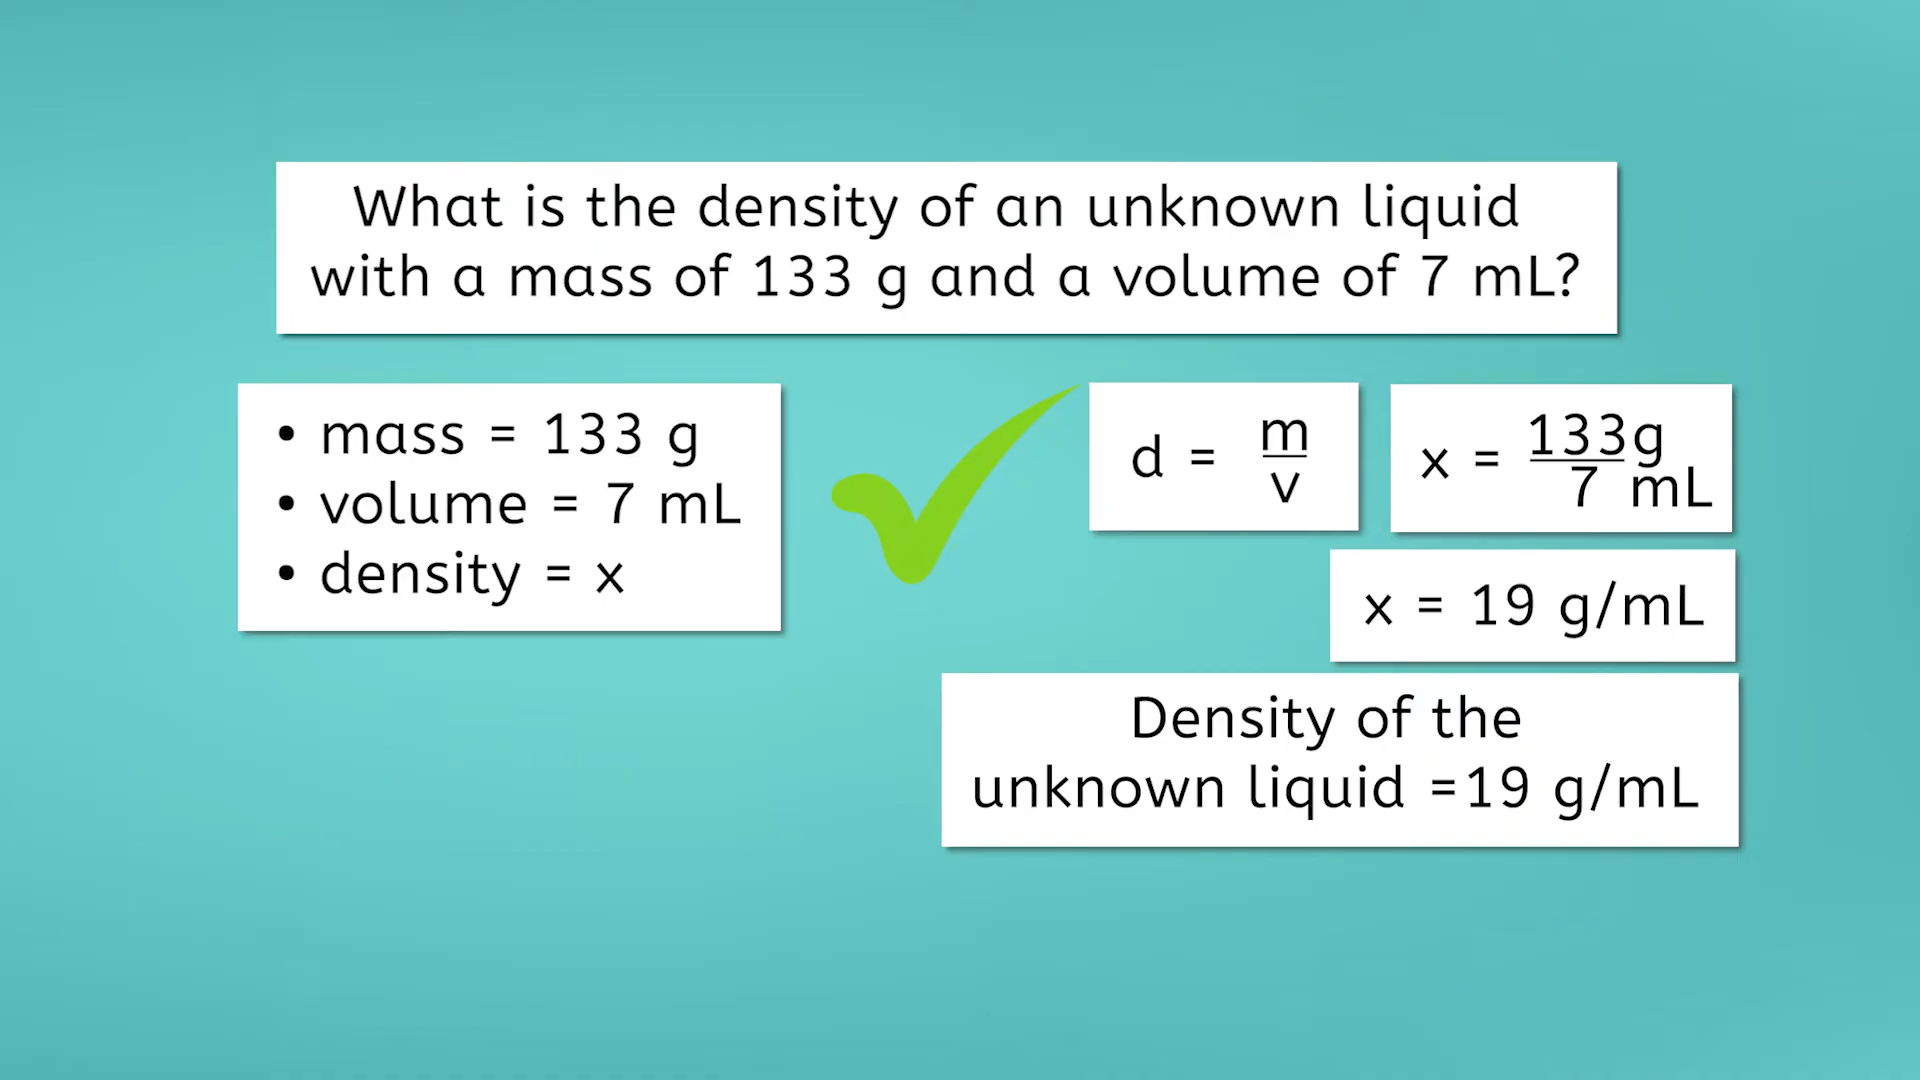 What is the density of an unknown liquid
with a mass of 133 g and a volume of 7 mL?
• mass = 133 g
• volume = 7 mL
• density = x
d = m
v
x = 133g
7 mL
x = 19 g/mL
Density of the
unknown liquid =19 g/mL